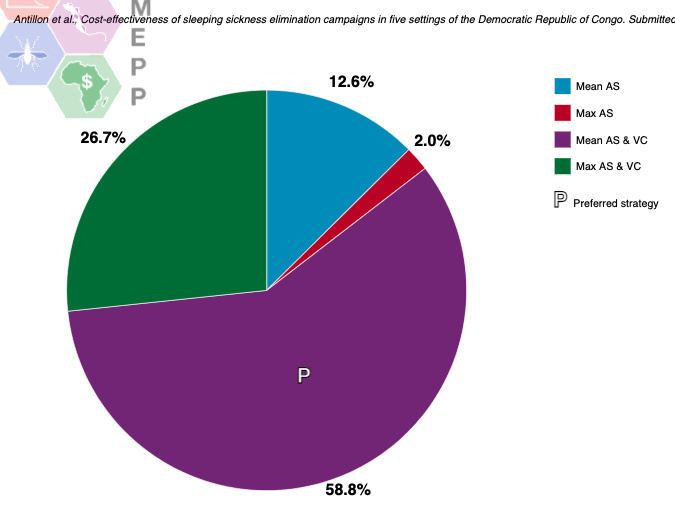 Antillon et al., Cost-effectiveness of sleeping sickness elimination campaigns in five settings of the Democratic Republic of Congo. Submitted
M
E
P
P
$
12.6%
2.0%
26.7%
58.8%
P
Mean AS
Max AS
Mean AS & VC
Max AS & VC
P Preferred strategy